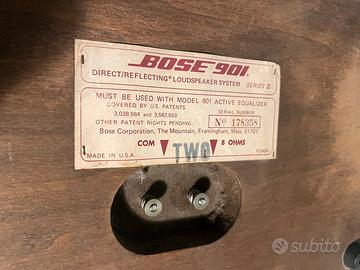 BOSE 901
DIRECT/REFLECTING® LOUDSPEAKER SYSTEM SERIES II
MUST BE USED WITH MODEL 901 ACTIVE EQUALIZER
COVERED BY U.S. PATENTS
3,038,964 and 3,582,553
SERIAL NUMBER
OTHER PATENT RIGHTS PENDING.
Nº 178358
Bose Corporation, The Mountain, Framingham, Mass. 01701
COM 8 OHMS
MADE IN U.S.A.
TWO
subito